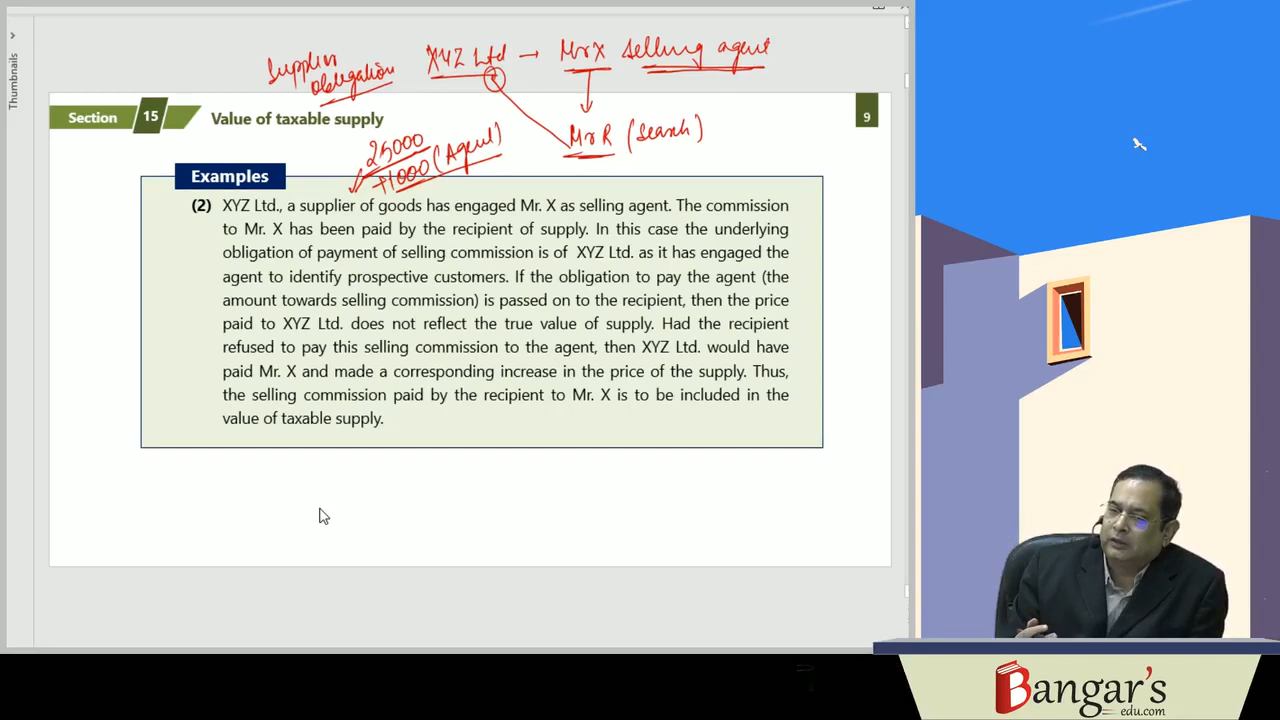 Thumbnails
XYZ Ltd → Mr X selling agent
Supplier
obligation
Mr R (Search)
25000
+1000 (Agent)
Section 15 Value of taxable supply 9
Examples
(2) XYZ Ltd., a supplier of goods has engaged Mr. X as selling agent. The commission
to Mr. X has been paid by the recipient of supply. In this case the underlying
obligation of payment of selling commission is of XYZ Ltd. as it has engaged the
agent to identify prospective customers. If the obligation to pay the agent (the
amount towards selling commission) is passed on to the recipient, then the price
paid to XYZ Ltd. does not reflect the true value of supply. Had the recipient
refused to pay this selling commission to the agent, then XYZ Ltd. would have
paid Mr. X and made a corresponding increase in the price of the supply. Thus,
the selling commission paid by the recipient to Mr. X is to be included in the
value of taxable supply.
Bangar's
edu.com